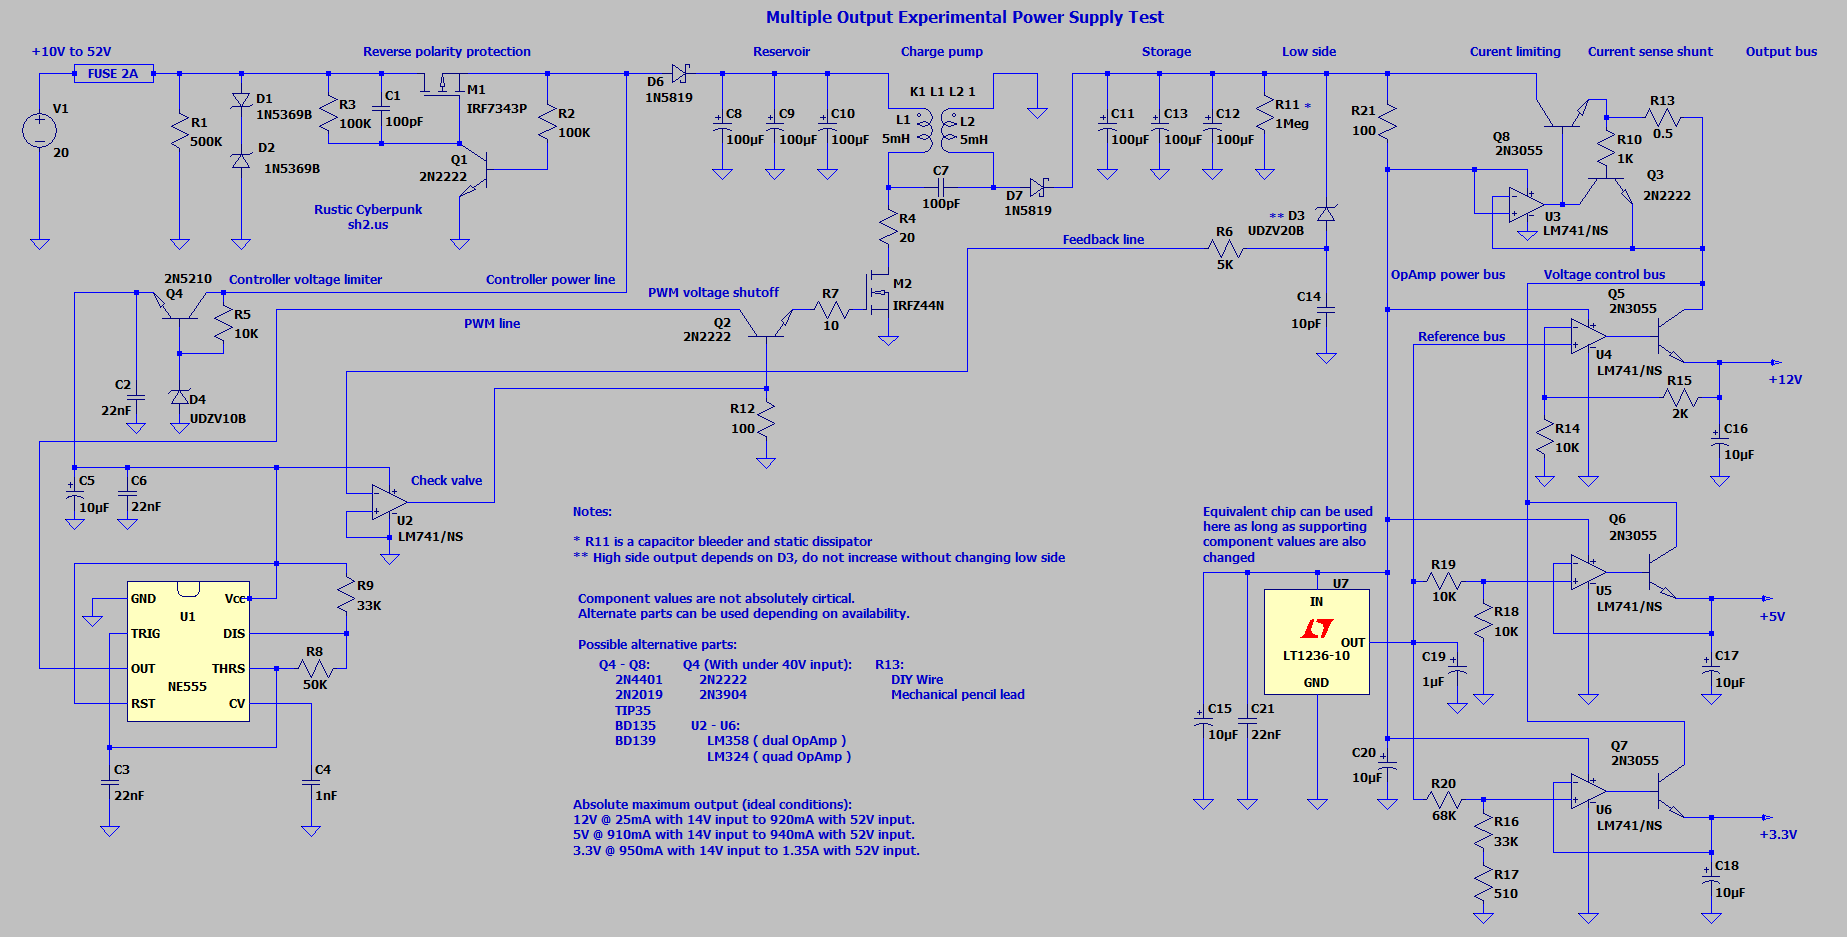 Multiple Output Experimental Power Supply Test
+10V to 52V
Reverse polarity protection
Reservoir
Charge pump
Storage
Low side
Curent limiting
Current sense shunt
Output bus
FUSE 2A
V1
20
R1
500K
D1
1N5369B
D2
1N5369B
R3
100K
C1
100pF
M1
IRF7343P
R2
100K
Q1
2N2222
Rustic Cyberpunk
sh2.us
D6
1N5819
C8
100µF
C9
100µF
C10
100µF
K1 L1 L2 1
L1
5mH
L2
5mH
C7
100pF
D7
1N5819
R4
20
C11
100µF
C13
100µF
C12
100µF
R11 *
1Meg
R21
100
Q8
2N3055
R13
0.5
R10
1K
Q3
2N2222
U3
LM741/NS
** D3
UDZV20B
Feedback line
R6
5K
C14
10pF
2N5210
Q4
Controller voltage limiter
Controller power line
R5
10K
PWM voltage shutoff
PWM line
Q2
2N2222
R7
10
M2
IRFZ44N
OpAmp power bus
Voltage control bus
Q5
2N3055
Reference bus
U4
LM741/NS
+12V
R15
2K
R14
10K
C16
10µF
C2
22nF
D4
UDZV10B
R12
100
C5
10µF
C6
22nF
Check valve
U2
LM741/NS
Notes:
* R11 is a capacitor bleeder and static dissipator
** High side output depends on D3, do not increase without changing low side
Component values are not absolutely cirtical.
Alternate parts can be used depending on availability.
Possible alternative parts:
Q4 - Q8:
2N4401
2N2019
TIP35
BD135
BD139
Q4 (With under 40V input):
2N2222
2N3904
U2 - U6:
LM358 ( dual OpAmp )
LM324 ( quad OpAmp )
R13:
DIY Wire
Mechanical pencil lead
Absolute maximum output (ideal conditions):
12V @ 25mA with 14V input to 920mA with 52V input.
5V @ 910mA with 14V input to 940mA with 52V input.
3.3V @ 950mA with 14V input to 1.35A with 52V input.
Equivalent chip can be used
here as long as supporting
component values are also
changed
U7
IN
LT1236-10
OUT
GND
C15
10µF
C21
22nF
C19
1µF
C20
10µF
R19
10K
R18
10K
Q6
2N3055
U5
LM741/NS
+5V
C17
10µF
R20
68K
R16
33K
R17
510
Q7
2N3055
U6
LM741/NS
+3.3V
C18
10µF
GND
TRIG
OUT
RST
U1
NE555
Vcc
DIS
THRS
CV
R9
33K
R8
50K
C3
22nF
C4
1nF